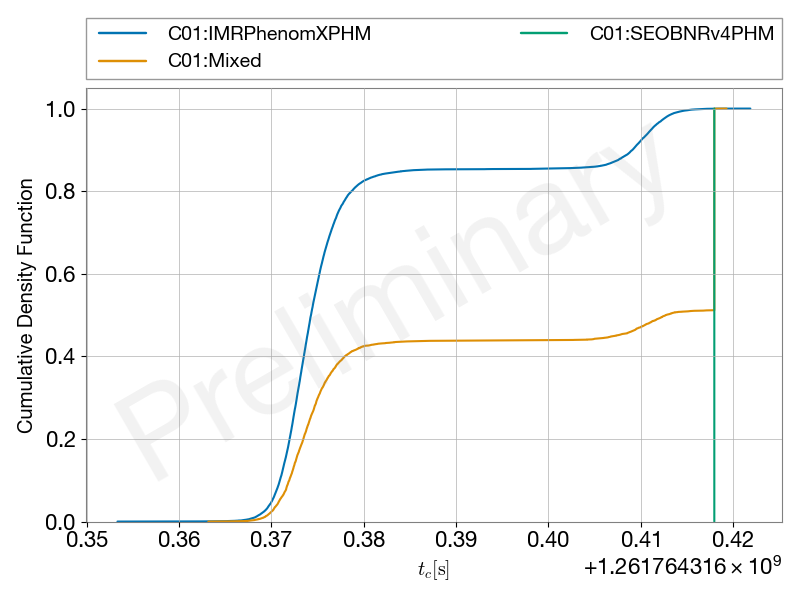 C01:IMRPhenomXPHM
C01:Mixed
C01:SEOBNRv4PHM
1.0
0.8
0.6
0.4
0.2
0.0
Cumulative Density Function
Preliminary
0.35 0.36 0.37 0.38 0.39 0.40 0.41 0.42
t_c[s]
+1.261764316 × 10⁹